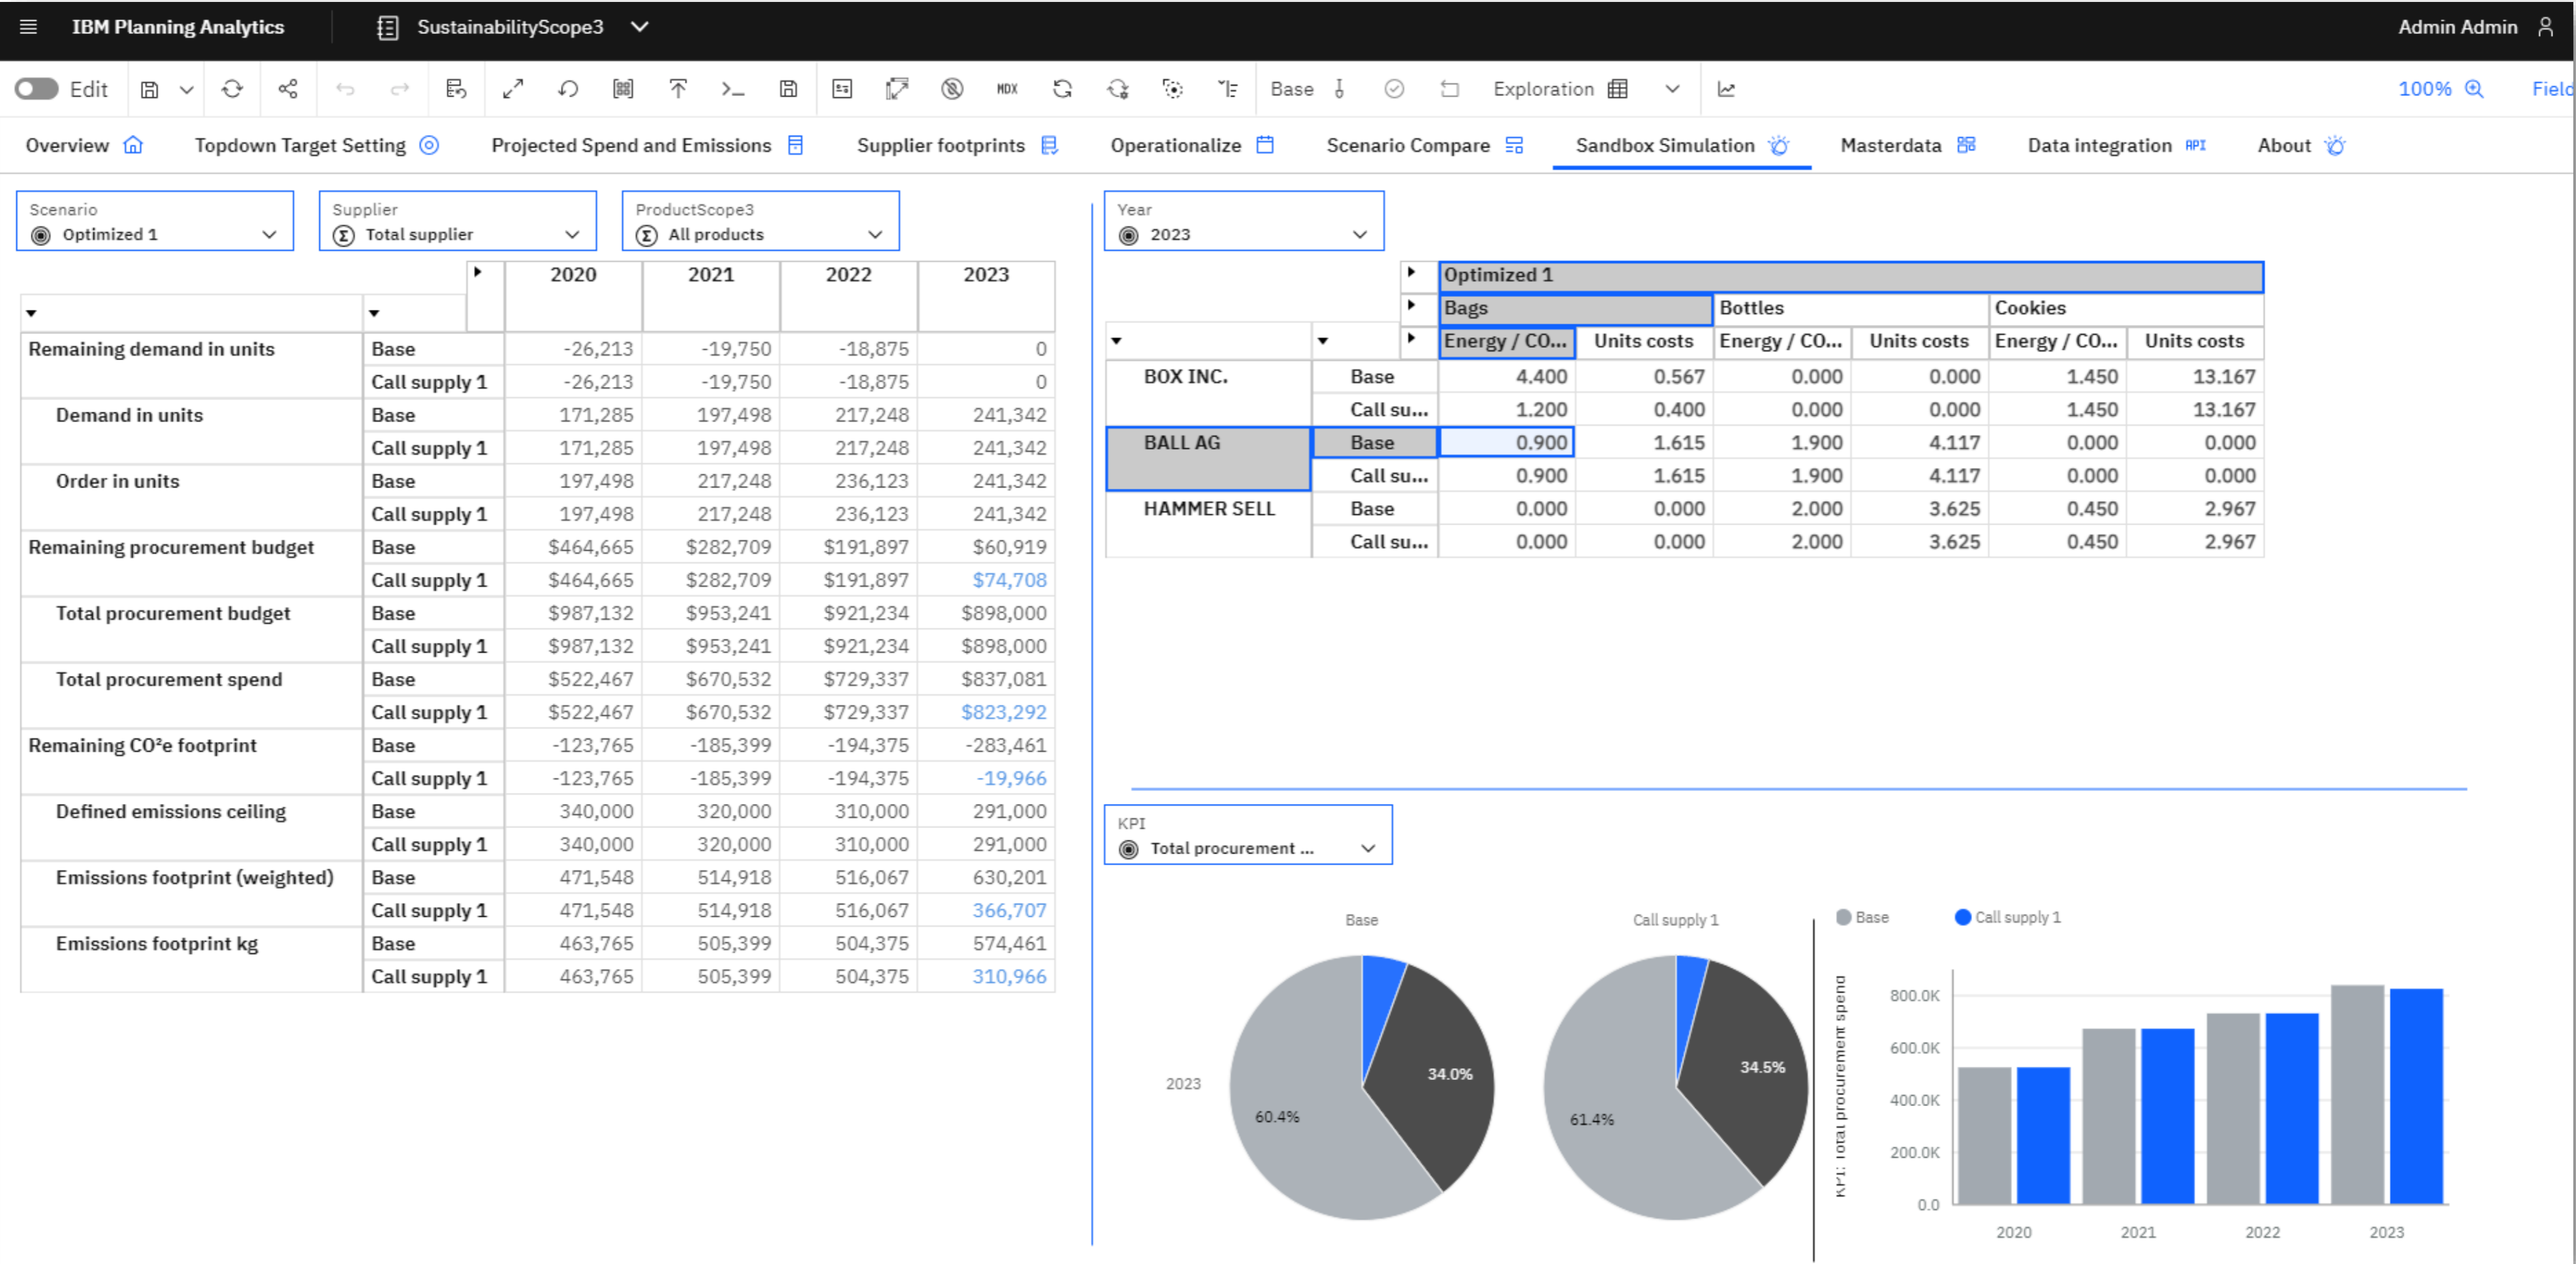 IBM Planning Analytics SustainabilityScope3 Admin Admin
Edit MDX Base Exploration 100% Field
Overview Topdown Target Setting Projected Spend and Emissions Supplier footprints Operationalize Scenario Compare Sandbox Simulation Masterdata Data integration API About
Scenario Supplier ProductScope3
Optimized 1 Total supplier All products
2020 2021 2022 2023
Remaining demand in units Base -26,213 -19,750 -18,875 0
Call supply 1 -26,213 -19,750 -18,875 0
Demand in units Base 171,285 197,498 217,248 241,342
Call supply 1 171,285 197,498 217,248 241,342
Order in units Base 197,498 217,248 236,123 241,342
Call supply 1 197,498 217,248 236,123 241,342
Remaining procurement budget Base $464,665 $282,709 $191,897 $60,919
Call supply 1 $464,665 $282,709 $191,897 $74,708
Total procurement budget Base $987,132 $953,241 $921,234 $898,000
Call supply 1 $987,132 $953,241 $921,234 $898,000
Total procurement spend Base $522,467 $670,532 $729,337 $837,081
Call supply 1 $522,467 $670,532 $729,337 $823,292
Remaining CO²e footprint Base -123,765 -185,399 -194,375 -283,461
Call supply 1 -123,765 -185,399 -194,375 -19,966
Defined emissions ceiling Base 340,000 320,000 310,000 291,000
Call supply 1 340,000 320,000 310,000 291,000
Emissions footprint (weighted) Base 471,548 514,918 516,067 630,201
Call supply 1 471,548 514,918 516,067 366,707
Emissions footprint kg Base 463,765 505,399 504,375 574,461
Call supply 1 463,765 505,399 504,375 310,966
Year
2023
Optimized 1
Bags Bottles Cookies
Energy / CO... Units costs Energy / CO... Units costs Energy / CO... Units costs
BOX INC. Base 4.400 0.567 0.000 0.000 1.450 13.167
Call su... 1.200 0.400 0.000 0.000 1.450 13.167
BALL AG Base 0.900 1.615 1.900 4.117 0.000 0.000
Call su... 0.900 1.615 1.900 4.117 0.000 0.000
HAMMER SELL Base 0.000 0.000 2.000 3.625 0.450 2.967
Call su... 0.000 0.000 2.000 3.625 0.450 2.967
KPI
Total procurement ...
Base Call supply 1
2023
34.0%
60.4%
34.5%
61.4%
Base Call supply 1
KPI: Total procurement spend
800.0K
600.0K
400.0K
200.0K
0.0
2020 2021 2022 2023